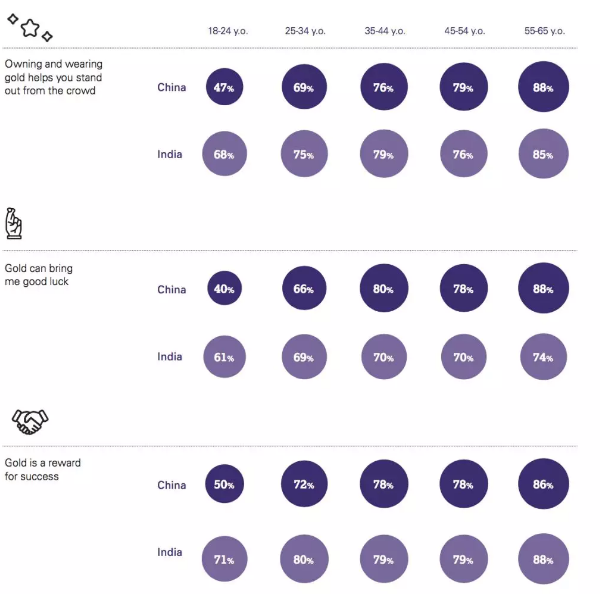 18-24 y.o. 25-34 y.o. 35-44 y.o. 45-54 y.o. 55-65 y.o.
Owning and wearing
gold helps you stand
out from the crowd
China 47% 69% 76% 79% 88%
India 68% 75% 79% 76% 85%
Gold can bring
me good luck
China 40% 66% 80% 78% 88%
India 61% 69% 70% 70% 74%
Gold is a reward
for success
China 50% 72% 78% 78% 86%
India 71% 80% 79% 79% 88%